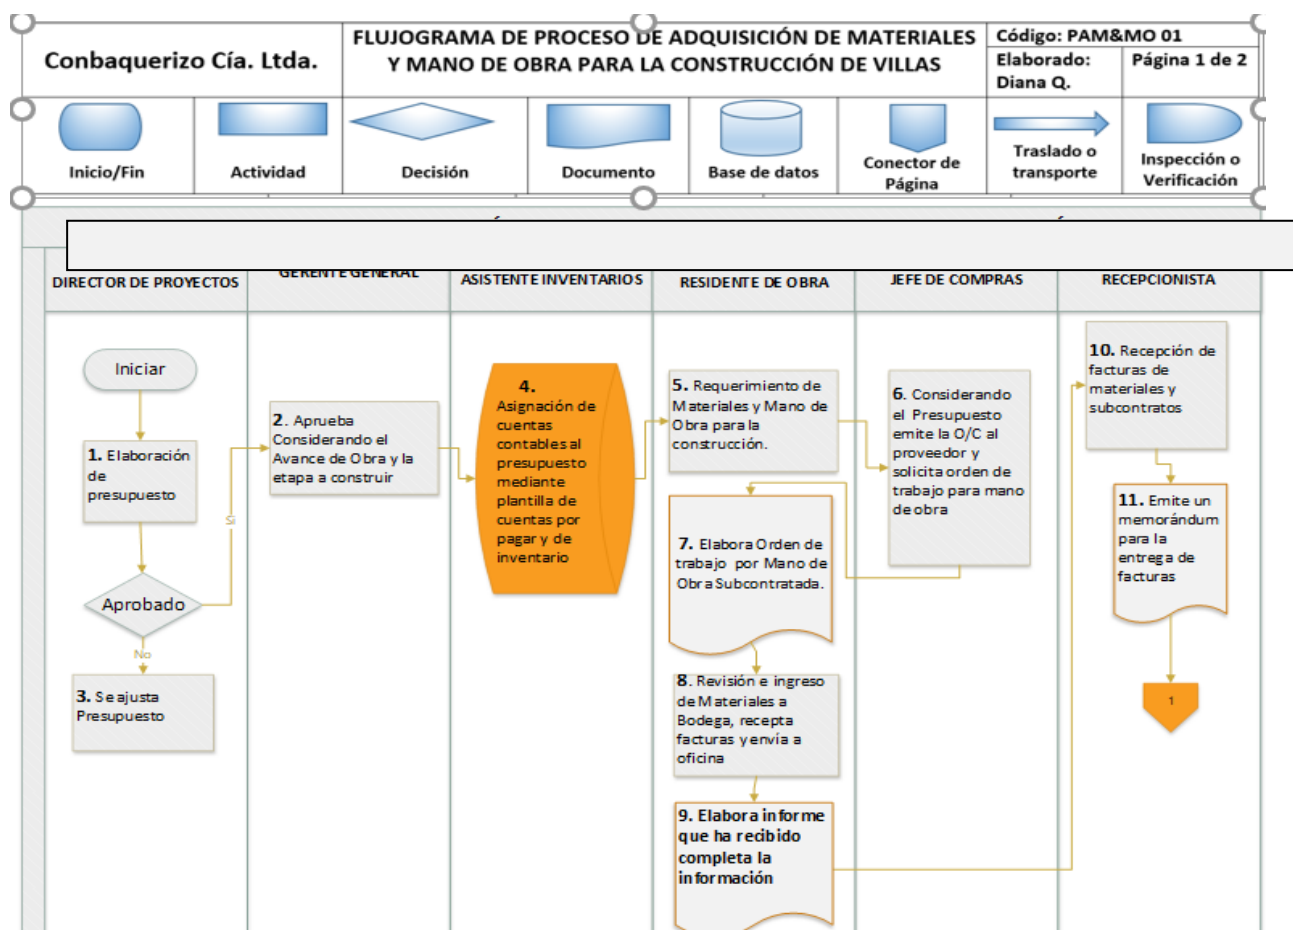 Conbaquerizo Cía. Ltda.
FLUJOGRAMA DE PROCESO DE ADQUISICIÓN DE MATERIALES
Y MANO DE OBRA PARA LA CONSTRUCCIÓN DE VILLAS
Código: PAM&MO 01
Elaborado:
Diana Q.
Página 1 de 2
Inicio/Fin
Actividad
Decisión
Documento
Base de datos
Conector de
Página
Traslado o
transporte
Inspección o
Verificación
DIRECTOR DE PROYECTOS
GERENTE GENERAL
ASISTENTE INVENTARIOS
RESIDENTE DE OBRA
JEFE DE COMPRAS
RECEPCIONISTA
Iniciar
1. Elaboración
de
presupuesto
Aprobado
Si
No
3. Se ajusta
Presupuesto
2. Aprueba
Considerando el
Avance de Obra y la
etapa a construir
4.
Asignación de
cuentas
contables al
presupuesto
mediante
plantilla de
cuentas por
pagar y de
inventario
5. Requerimiento de
Materiales y Mano de
Obra para la
construcción.
6. Considerando
el Presupuesto
emite la O/C al
proveedor y
solicita orden de
trabajo para mano
de obra
7. Elabora Orden de
trabajo por Mano de
Obra Subcontratada.
8. Revisión e ingreso
de Materiales a
Bodega, recepta
facturas y envía a
oficina
9. Elabora informe
que ha recibido
completa la
información
10. Recepción de
facturas de
materiales y
subcontratos
11. Emite un
memorándum
para la
entrega de
facturas
1